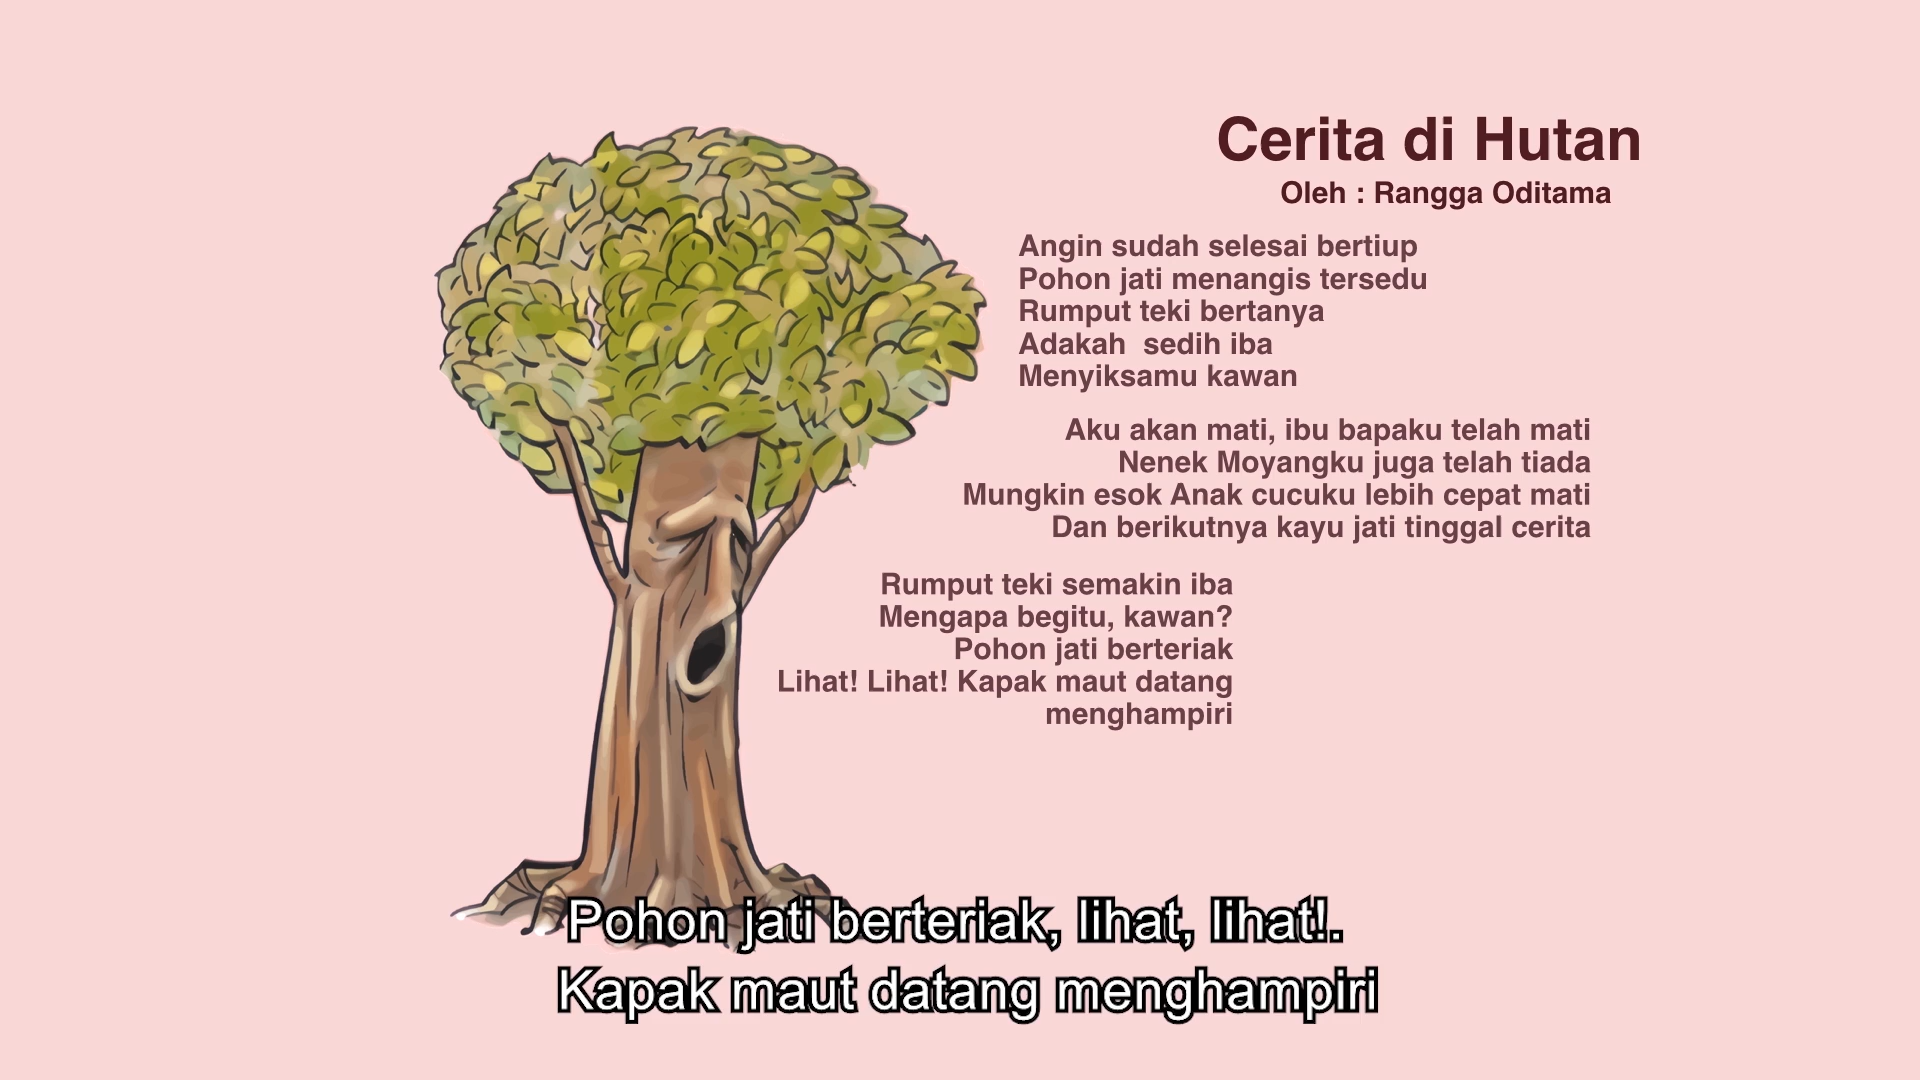 Cerita di Hutan
Oleh : Rangga Oditama
Angin sudah selesai bertiup
Pohon jati menangis tersedu
Rumput teki bertanya
Adakah  sedih iba
Menyiksamu kawan
Aku akan mati, ibu bapaku telah mati
Nenek Moyangku juga telah tiada
Mungkin esok Anak cucuku lebih cepat mati
Dan berikutnya kayu jati tinggal cerita
Rumput teki semakin iba
Mengapa begitu, kawan?
Pohon jati berteriak
Lihat! Lihat! Kapak maut datang
menghampiri
Pohon jati berteriak, lihat, lihat!.
Kapak maut datang menghampiri